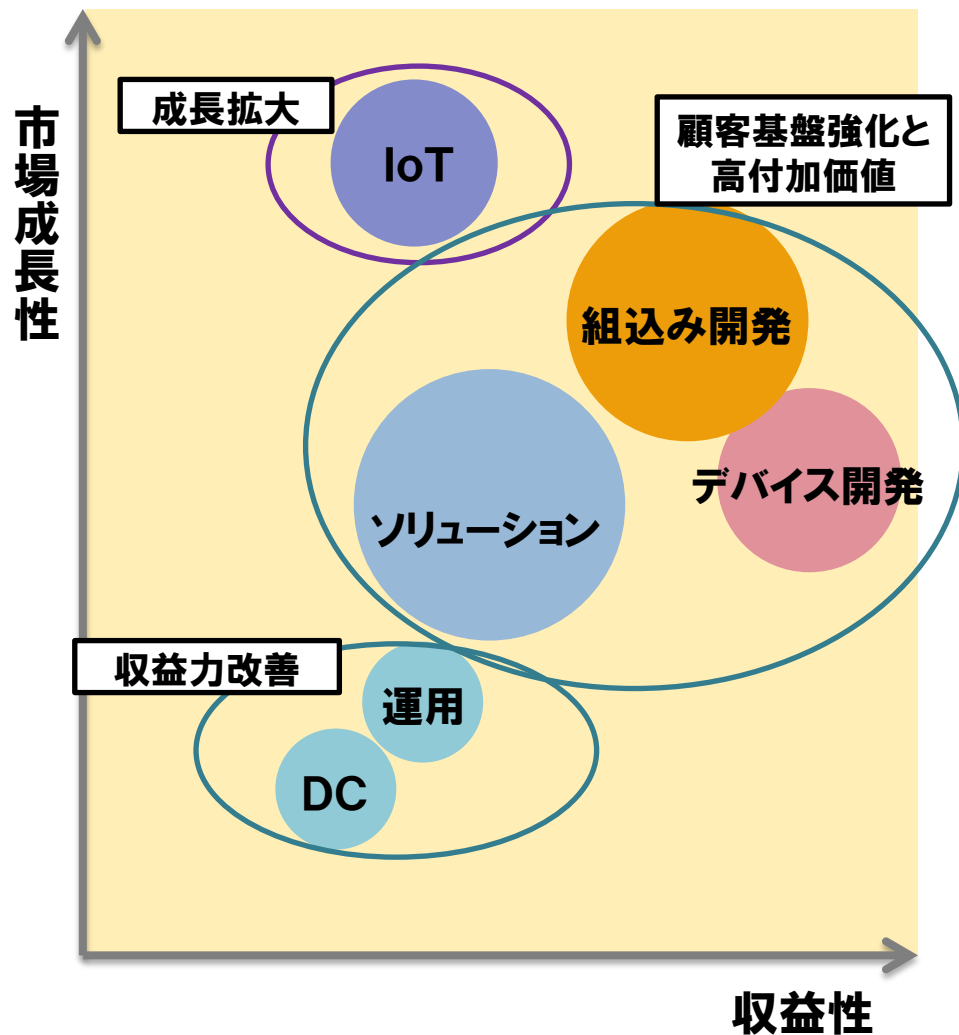 市場成長性
成長拡大
IoT
顧客基盤強化と
高付加価値
組込み開発
デバイス開発
ソリューション
収益力改善
運用
DC
収益性